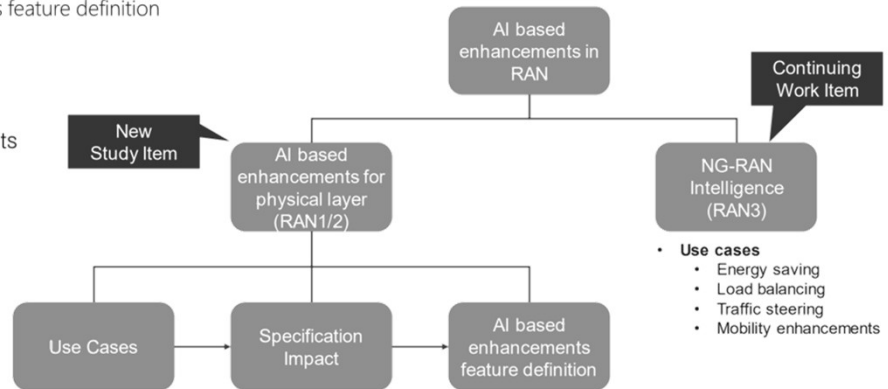 s feature definition
ts
AI based
enhancements in
RAN
Continuing
Work Item
New
Study Item
AI based
enhancements for
physical layer
(RAN1/2)
NG-RAN
Intelligence
(RAN3)
• Use cases
• Energy saving
• Load balancing
• Traffic steering
• Mobility enhancements
Use Cases
Specification
Impact
AI based
enhancements
feature definition